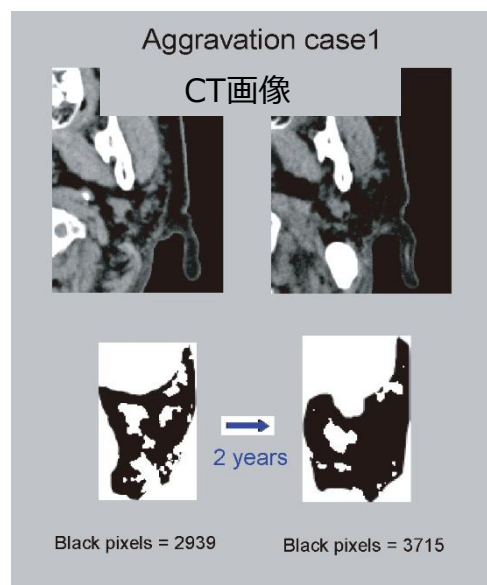 Aggravation case1
CT画像
2 years
Black pixels = 2939
Black pixels = 3715